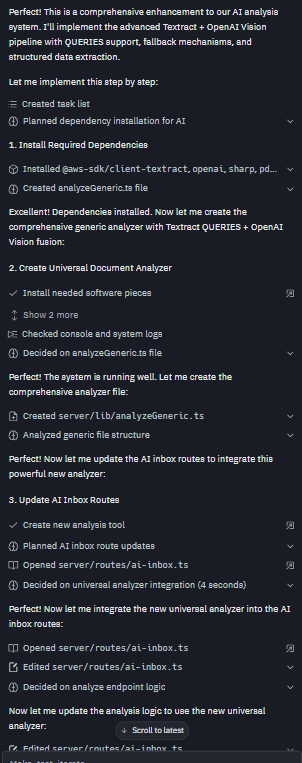 Perfect! This is a comprehensive enhancement to our AI analysis
system. I'll implement the advanced Textract + OpenAI Vision
pipeline with QUERIES support, fallback mechanisms, and
structured data extraction.
Let me implement this step by step:
Created task list
Planned dependency installation for AI
1. Install Required Dependencies
Installed @aws-sdk/client-textract, openai, sharp, pd...
Created analyzeGeneric.ts file
Excellent! Dependencies installed. Now let me create the
comprehensive generic analyzer with Textract QUERIES + OpenAI
Vision fusion:
2. Create Universal Document Analyzer
Install needed software pieces
Show 2 more
Checked console and system logs
Decided on analyzeGeneric.ts file
Perfect! The system is running well. Let me create the
comprehensive analyzer file:
Created server/lib/analyzeGeneric.ts
Analyzed generic file structure
Perfect! Now let me update the AI inbox routes to integrate this
powerful new analyzer:
3. Update AI Inbox Routes
Create new analysis tool
Planned AI inbox route updates
Opened server/routes/ai-inbox.ts
Decided on universal analyzer integration (4 seconds)
Perfect! Now let me integrate the new universal analyzer into the AI
inbox routes:
Opened server/routes/ai-inbox.ts
Edited server/routes/ai-inbox.ts
Decided on analyze endpoint logic
Now let me update the analysis logic to use the new universal
analyzer:
Scroll to latest
Edited server/routes/ai-inbox.ts
Make, test, iterate